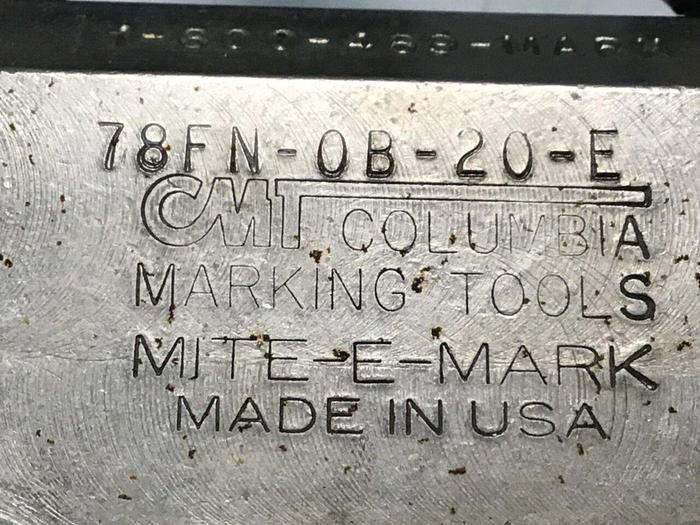 78FN-0B-20-E
CMT COLUMBIA
MARKING TOOLS
MITE-E-MARK
MADE IN USA